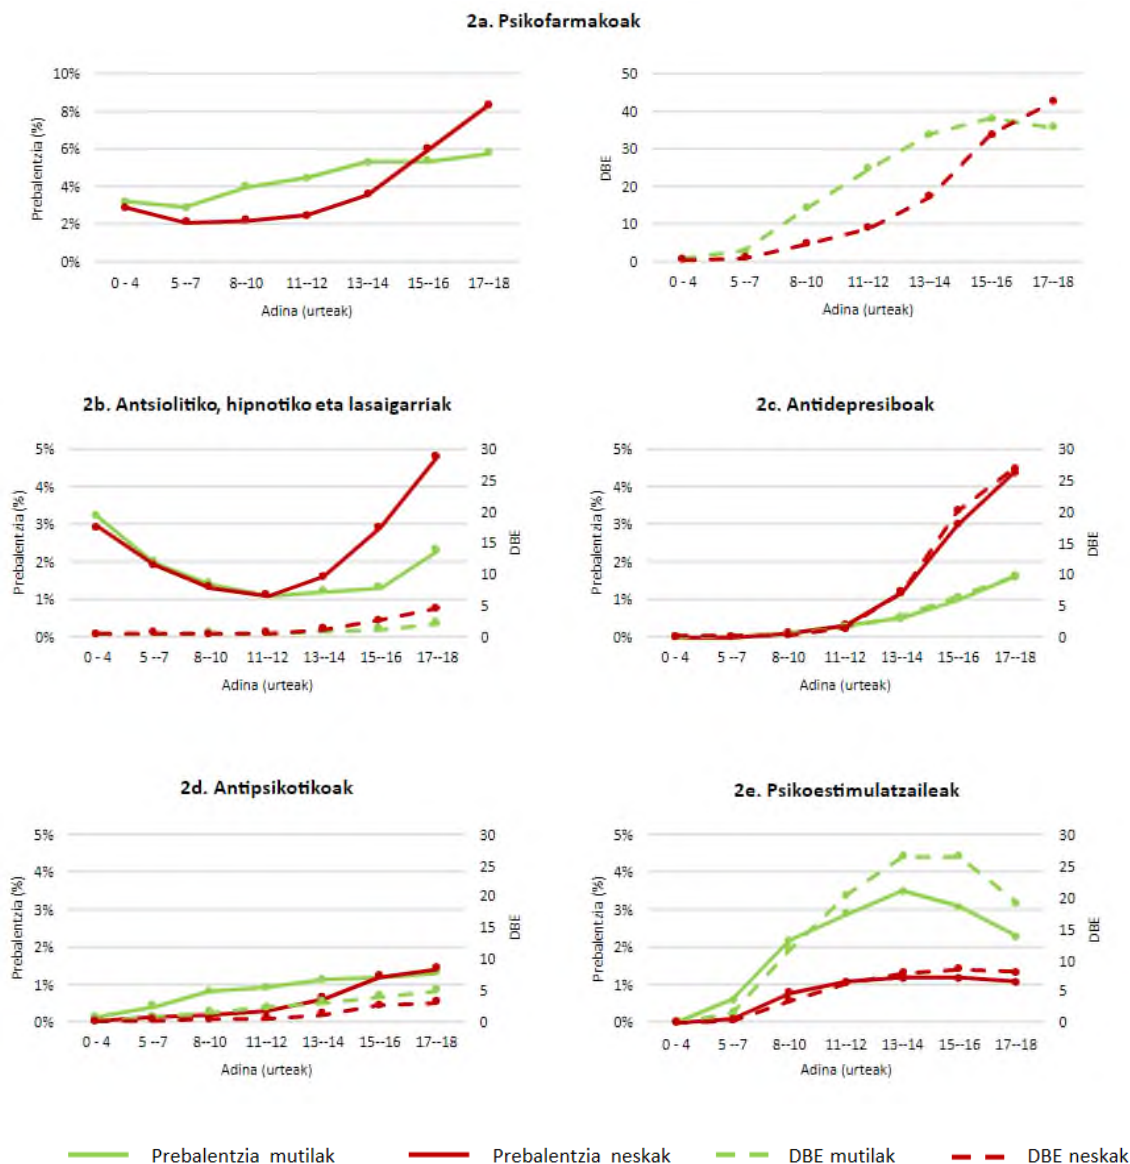 2a. Psikofarmakoak
10%
8%
6%
4%
2%
0%
Prebalentzia (%)
0 - 4 5 --7 8--10 11--12 13--14 15--16 17--18
Adina (urteak)
50
40
30
20
10
0
DBE
0 - 4 5 --7 8--10 11--12 13--14 15--16 17--18
Adina (urteak)
2b. Antsiolitiko, hipnotiko eta lasaigarriak
5%
4%
3%
2%
1%
0%
Prebalentzia (%)
30
25
20
15
10
5
0
DBE
0 - 4 5 --7 8--10 11--12 13--14 15--16 17--18
Adina (urteak)
2c. Antidepresiboak
5%
4%
3%
2%
1%
0%
Prebalentzia (%)
30
25
20
15
10
5
0
DBE
0 - 4 5 --7 8--10 11--12 13--14 15--16 17--18
Adina (urteak)
2d. Antipsikotikoak
5%
4%
3%
2%
1%
0%
Prebalentzia (%)
30
25
20
15
10
5
0
DBE
0 - 4 5 --7 8--10 11--12 13--14 15--16 17--18
Adina (urteak)
2e. Psikoestimulatzaileak
5%
4%
3%
2%
1%
0%
Prebalentzia (%)
30
25
20
15
10
5
0
DBE
0 - 4 5 --7 8--10 11--12 13--14 15--16 17--18
Adina (urteak)
Prebalentzia mutilak Prebalentzia neskak DBE mutilak DBE neskak